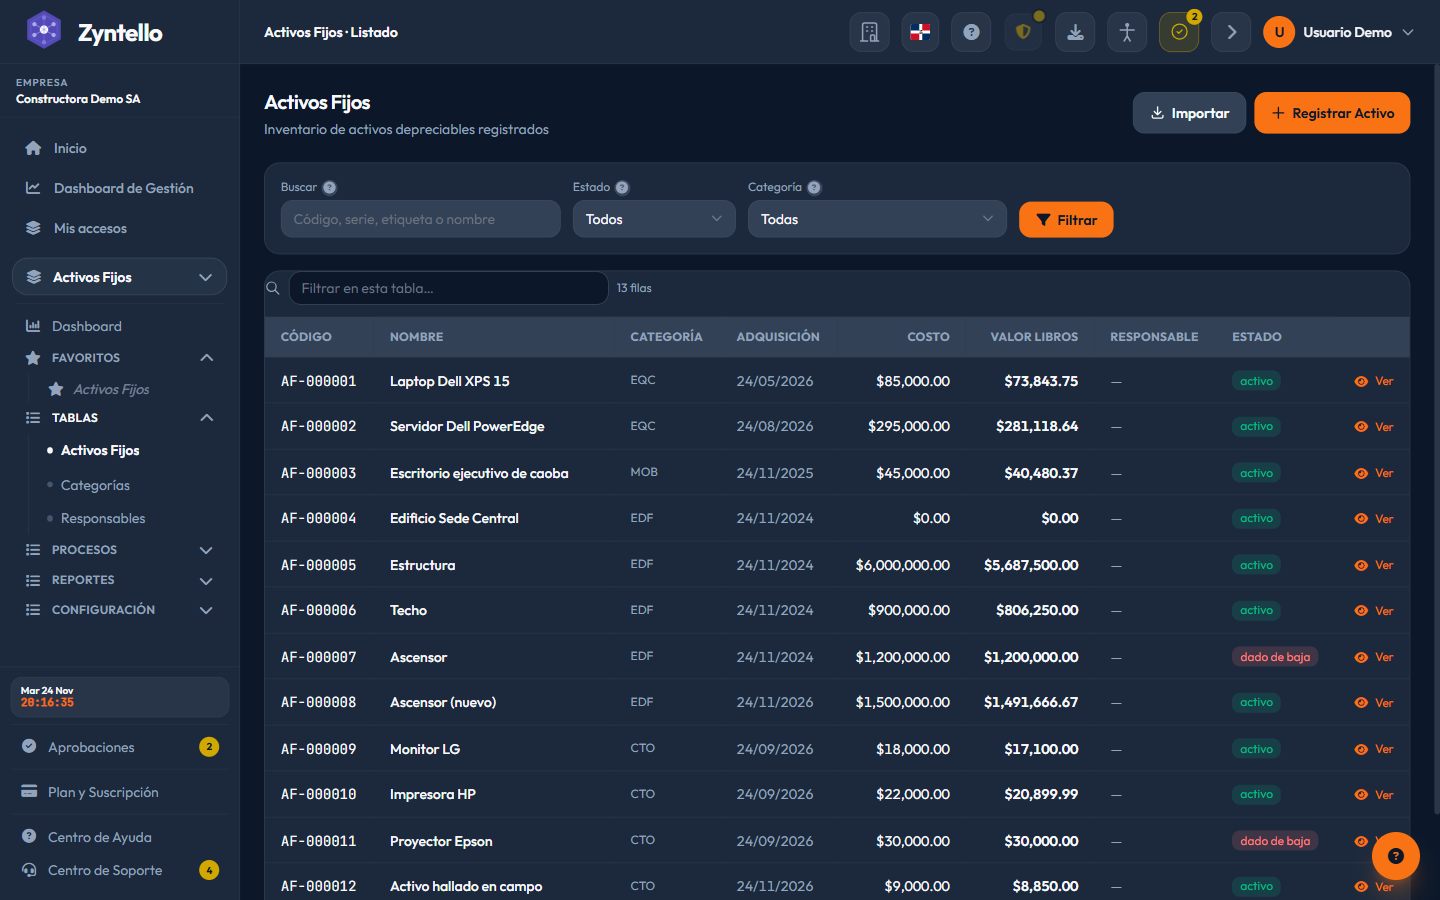 Zyntello
Activos Fijos · Listado
2
U
Usuario Demo
EMPRESA
Constructora Demo SA
Inicio
Dashboard de Gestión
Mis accesos
Activos Fijos
Dashboard
FAVORITOS
Activos Fijos
TABLAS
Activos Fijos
Categorías
Responsables
PROCESOS
REPORTES
CONFIGURACIÓN
Mar 24 Nov
20:16:35
Aprobaciones 2
Plan y Suscripción
Centro de Ayuda
Centro de Soporte 4
Activos Fijos
Inventario de activos depreciables registrados
Importar
Registrar Activo
Buscar ?
Estado ?
Categoría ?
Código, serie, etiqueta o nombre
Todos
Todas
Filtrar
Filtrar en esta tabla...
13 filas
CÓDIGO NOMBRE CATEGORÍA ADQUISICIÓN COSTO VALOR LIBROS RESPONSABLE ESTADO
AF-000001 Laptop Dell XPS 15 EQC 24/05/2026 $85,000.00 $73,843.75 — activo Ver
AF-000002 Servidor Dell PowerEdge EQC 24/08/2026 $295,000.00 $281,118.64 — activo Ver
AF-000003 Escritorio ejecutivo de caoba MOB 24/11/2025 $45,000.00 $40,480.37 — activo Ver
AF-000004 Edificio Sede Central EDF 24/11/2024 $0.00 $0.00 — activo Ver
AF-000005 Estructura EDF 24/11/2024 $6,000,000.00 $5,687,500.00 — activo Ver
AF-000006 Techo EDF 24/11/2024 $900,000.00 $806,250.00 — activo Ver
AF-000007 Ascensor EDF 24/11/2024 $1,200,000.00 $1,200,000.00 — dado de baja Ver
AF-000008 Ascensor (nuevo) EDF 24/11/2026 $1,500,000.00 $1,491,666.67 — activo Ver
AF-000009 Monitor LG CTO 24/09/2026 $18,000.00 $17,100.00 — activo Ver
AF-000010 Impresora HP CTO 24/09/2026 $22,000.00 $20,899.99 — activo Ver
AF-000011 Proyector Epson CTO 24/09/2026 $30,000.00 $30,000.00 — dado de baja
AF-000012 Activo hallado en campo CTO 24/11/2026 $9,000.00 $8,850.00 — activo Ver